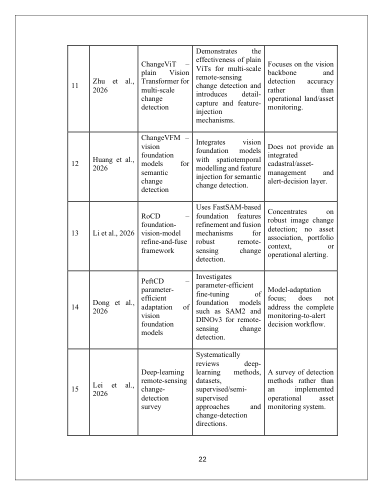 11
Zhu et al., 2026
ChangeViT –
plain Vision
Transformer for
multi-scale
change
detection
Demonstrates the
effectiveness of plain
ViTs for multi-scale
remote-sensing
change detection and
introduces detail-
capture and feature-
injection
mechanisms.
Focuses on the vision
backbone and
detection accuracy
rather than
operational land/asset
monitoring.
12
Huang et al.,
2026
ChangeVFM –
vision
foundation
models for
semantic
change
detection
Integrates vision
foundation models
with spatiotemporal
modelling and feature
injection for semantic
change detection.
Does not provide an
integrated
cadastral/asset-
management and
alert-decision layer.
13
Li et al., 2026
RoCD –
foundation-
vision-model
refine-and-fuse
framework
Uses FastSAM-based
foundation features
refinement and fusion
mechanisms for
robust remote-
sensing change
detection.
Concentrates on
robust image change
detection; no asset
association, portfolio
context, or
operational alerting.
14
Dong et al.,
2026
PeftCD –
parameter-
efficient
adaptation of
vision
foundation
models
Investigates
parameter-efficient
fine-tuning of
foundation models
such as SAM2 and
DINOv3 for remote-
sensing change
detection.
Model-adaptation
focus; does not
address the complete
monitoring-to-alert
decision workflow.
15
Lei et al.,
2026
Deep-learning
remote-sensing
change-
detection
survey
Systematically
reviews deep-
learning methods,
datasets,
supervised/semi-
supervised
approaches and
change-detection
directions.
A survey of detection
methods rather than
an implemented
operational asset
monitoring system.
22